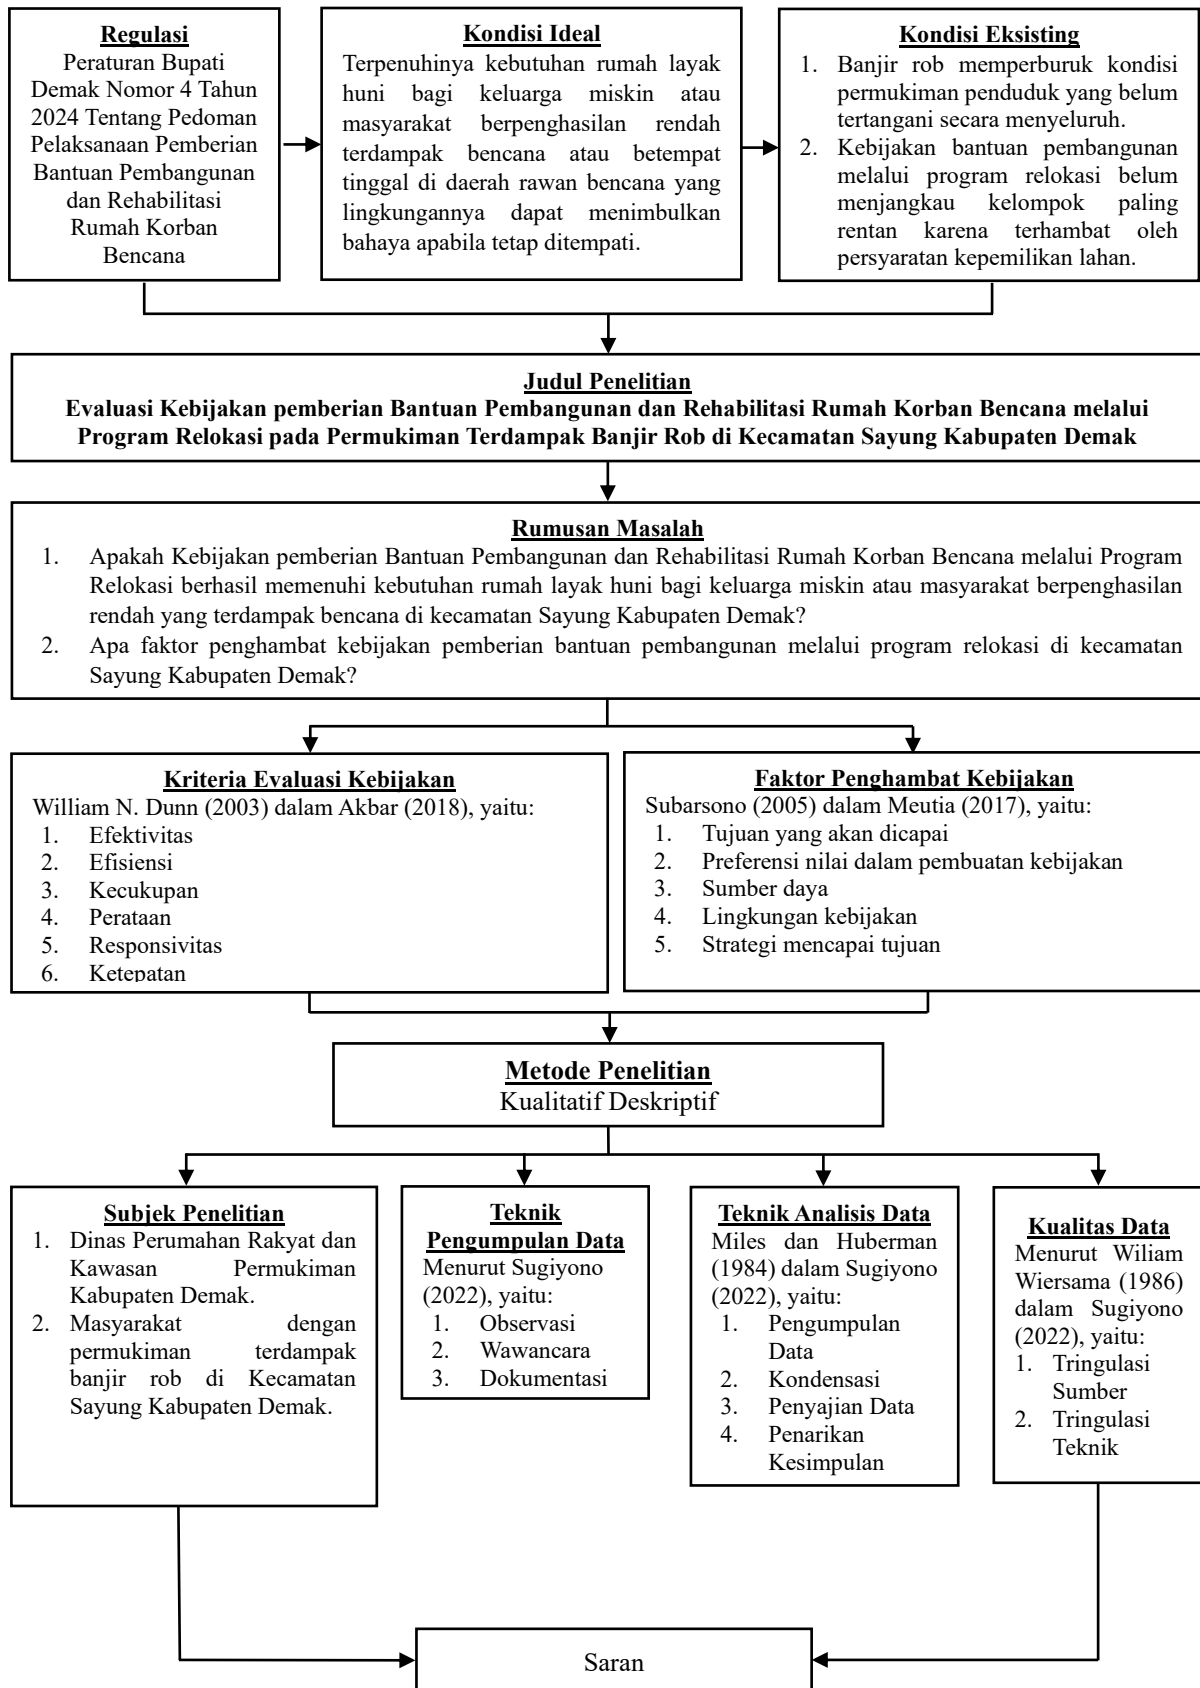 Regulasi
Peraturan Bupati
Demak Nomor 4 Tahun
2024 Tentang Pedoman
Pelaksanaan Pemberian
Bantuan Pembangunan
dan Rehabilitasi
Rumah Korban
Bencana
Kondisi Ideal
Terpenuhinya kebutuhan rumah layak
huni bagi keluarga miskin atau
masyarakat berpenghasilan rendah
terdampak bencana atau betempat
tinggal di daerah rawan bencana yang
lingkungannya dapat menimbulkan
bahaya apabila tetap ditempati.
Kondisi Eksisting
1. Banjir rob memperburuk kondisi
permukiman penduduk yang belum
tertangani secara menyeluruh.
2. Kebijakan bantuan pembangunan
melalui program relokasi belum
menjangkau kelompok paling
rentan karena terhambat oleh
persyaratan kepemilikan lahan.
Judul Penelitian
Evaluasi Kebijakan pemberian Bantuan Pembangunan dan Rehabilitasi Rumah Korban Bencana melalui
Program Relokasi pada Permukiman Terdampak Banjir Rob di Kecamatan Sayung Kabupaten Demak
Rumusan Masalah
1. Apakah Kebijakan pemberian Bantuan Pembangunan dan Rehabilitasi Rumah Korban Bencana melalui Program
Relokasi berhasil memenuhi kebutuhan rumah layak huni bagi keluarga miskin atau masyarakat berpenghasilan
rendah yang terdampak bencana di kecamatan Sayung Kabupaten Demak?
2. Apa faktor penghambat kebijakan pemberian bantuan pembangunan melalui program relokasi di kecamatan
Sayung Kabupaten Demak?
Kriteria Evaluasi Kebijakan
William N. Dunn (2003) dalam Akbar (2018), yaitu:
1. Efektivitas
2. Efisiensi
3. Kecukupan
4. Perataan
5. Responsivitas
6. Ketepatan
Faktor Penghambat Kebijakan
Subarsono (2005) dalam Meutia (2017), yaitu:
1. Tujuan yang akan dicapai
2. Preferensi nilai dalam pembuatan kebijakan
3. Sumber daya
4. Lingkungan kebijakan
5. Strategi mencapai tujuan
Metode Penelitian
Kualitatif Deskriptif
Subjek Penelitian
1. Dinas Perumahan Rakyat dan
Kawasan Permukiman
Kabupaten Demak.
2. Masyarakat dengan
permukiman terdampak
banjir rob di Kecamatan
Sayung Kabupaten Demak.
Teknik
Pengumpulan Data
Menurut Sugiyono
(2022), yaitu:
1. Observasi
2. Wawancara
3. Dokumentasi
Teknik Analisis Data
Miles dan Huberman
(1984) dalam Sugiyono
(2022), yaitu:
1. Pengumpulan
Data
2. Kondensasi
3. Penyajian Data
4. Penarikan
Kesimpulan
Kualitas Data
Menurut Wiliam
Wiersama (1986)
dalam Sugiyono
(2022), yaitu:
1. Tringulasi
Sumber
2. Tringulasi
Teknik
Saran